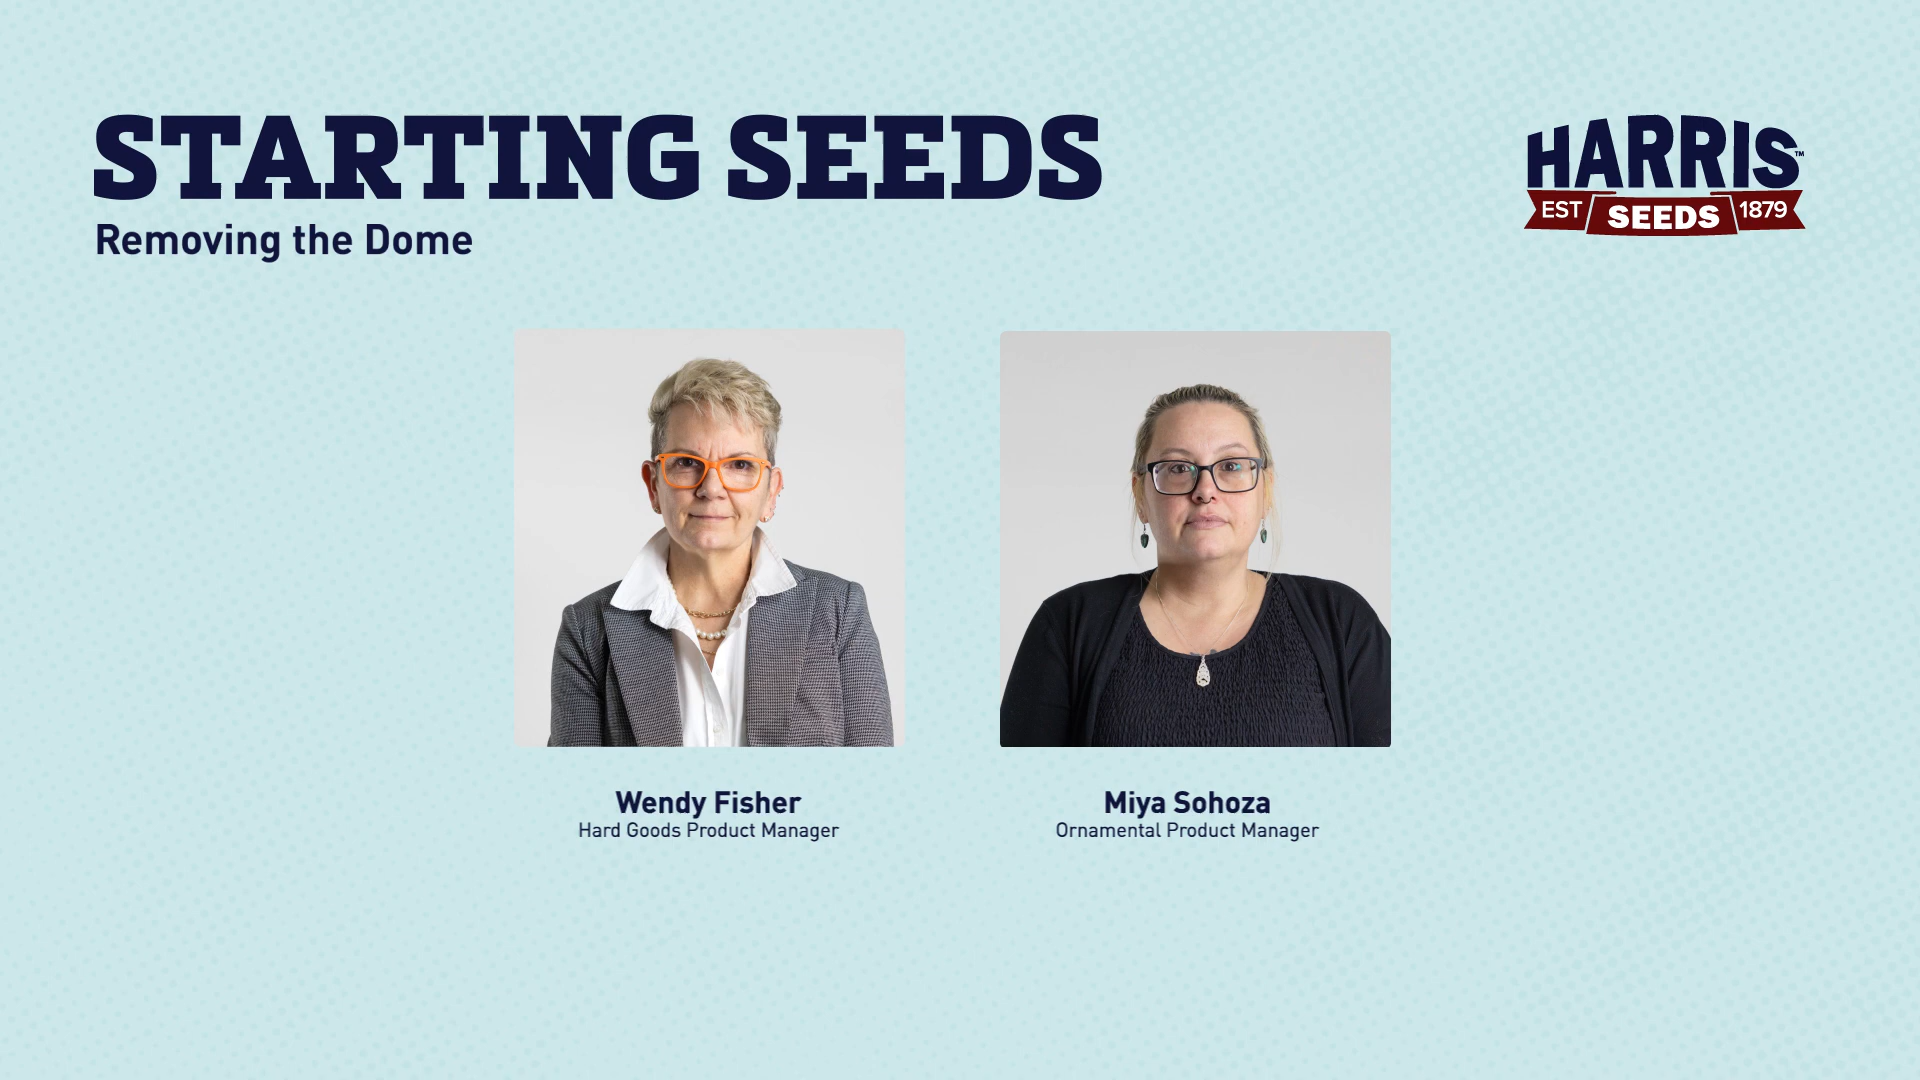 STARTING SEEDS
Removing the Dome
HARRIS™
EST SEEDS 1879
Wendy Fisher
Hard Goods Product Manager
Miya Sohoza
Ornamental Product Manager